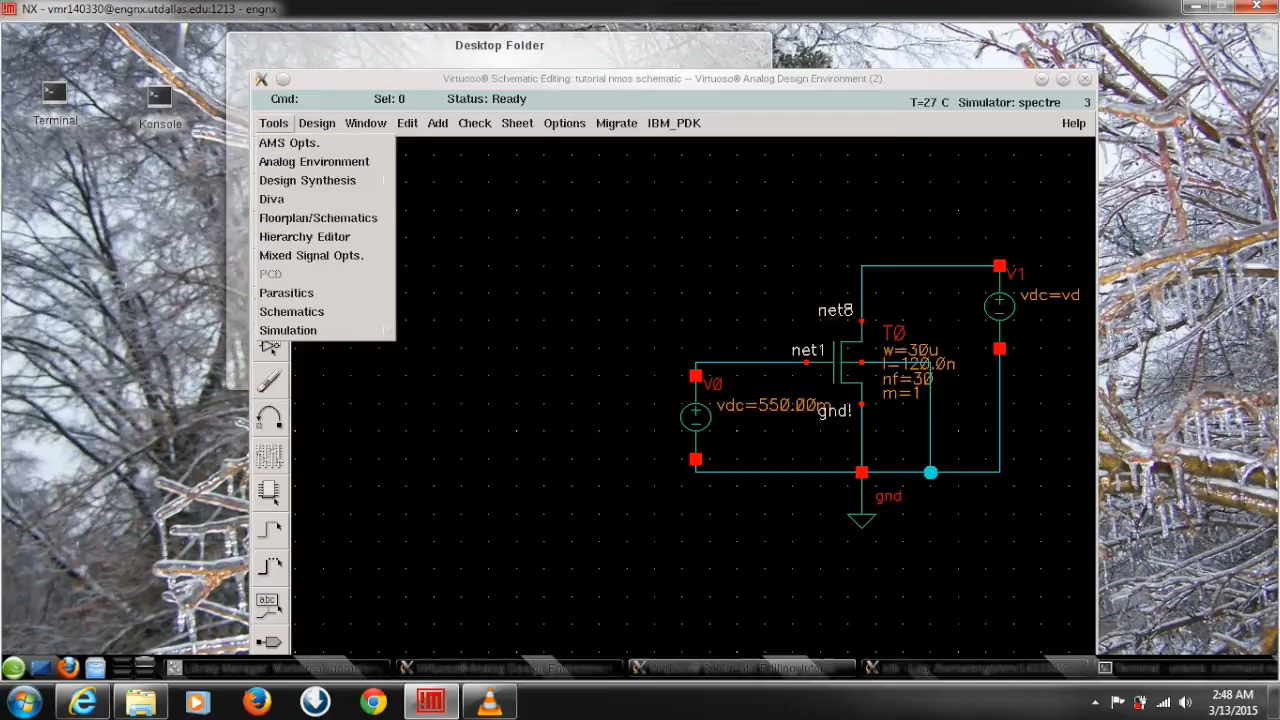 NX - vmr140330@engnx.utdallas.edu:1213 - engnx
Desktop Folder
Virtuoso® Schematic Editing: tutorial nmos schematic -- Virtuoso® Analog Design Environment (2)
Cmd: Sel: 0 Status: Ready T=27 C Simulator: spectre 3
Tools Design Window Edit Add Check Sheet Options Migrate IBM_PDK Help
Terminal
Konsole
AMS Opts.
Analog Environment
Design Synthesis
Diva
Floorplan/Schematics
Hierarchy Editor
Mixed Signal Opts.
PCD
Parasitics
Schematics
Simulation
abc
V1
vdc=vd
net8
T0
net1
w=30u
l=120.0n
nf=30
m=1
V0
vdc=550.00m
gnd!
gnd
2:48 AM
3/13/2015